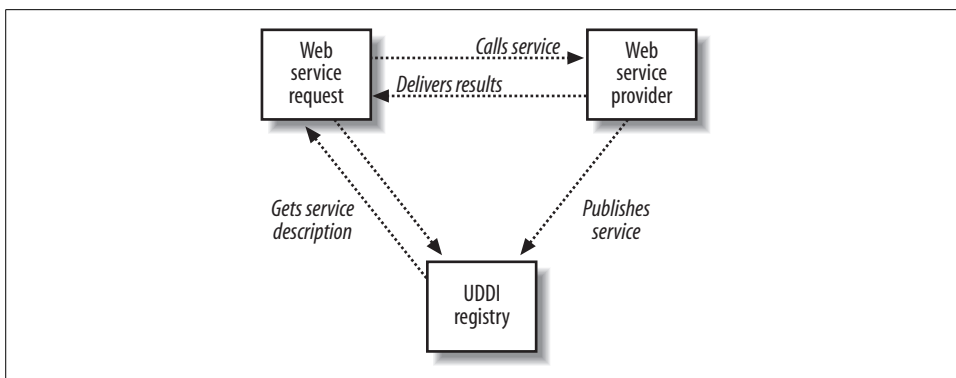 Web
service
request
Calls service
Delivers results
Web
service
provider
Gets service
description
Publishes
service
UDDI
registry